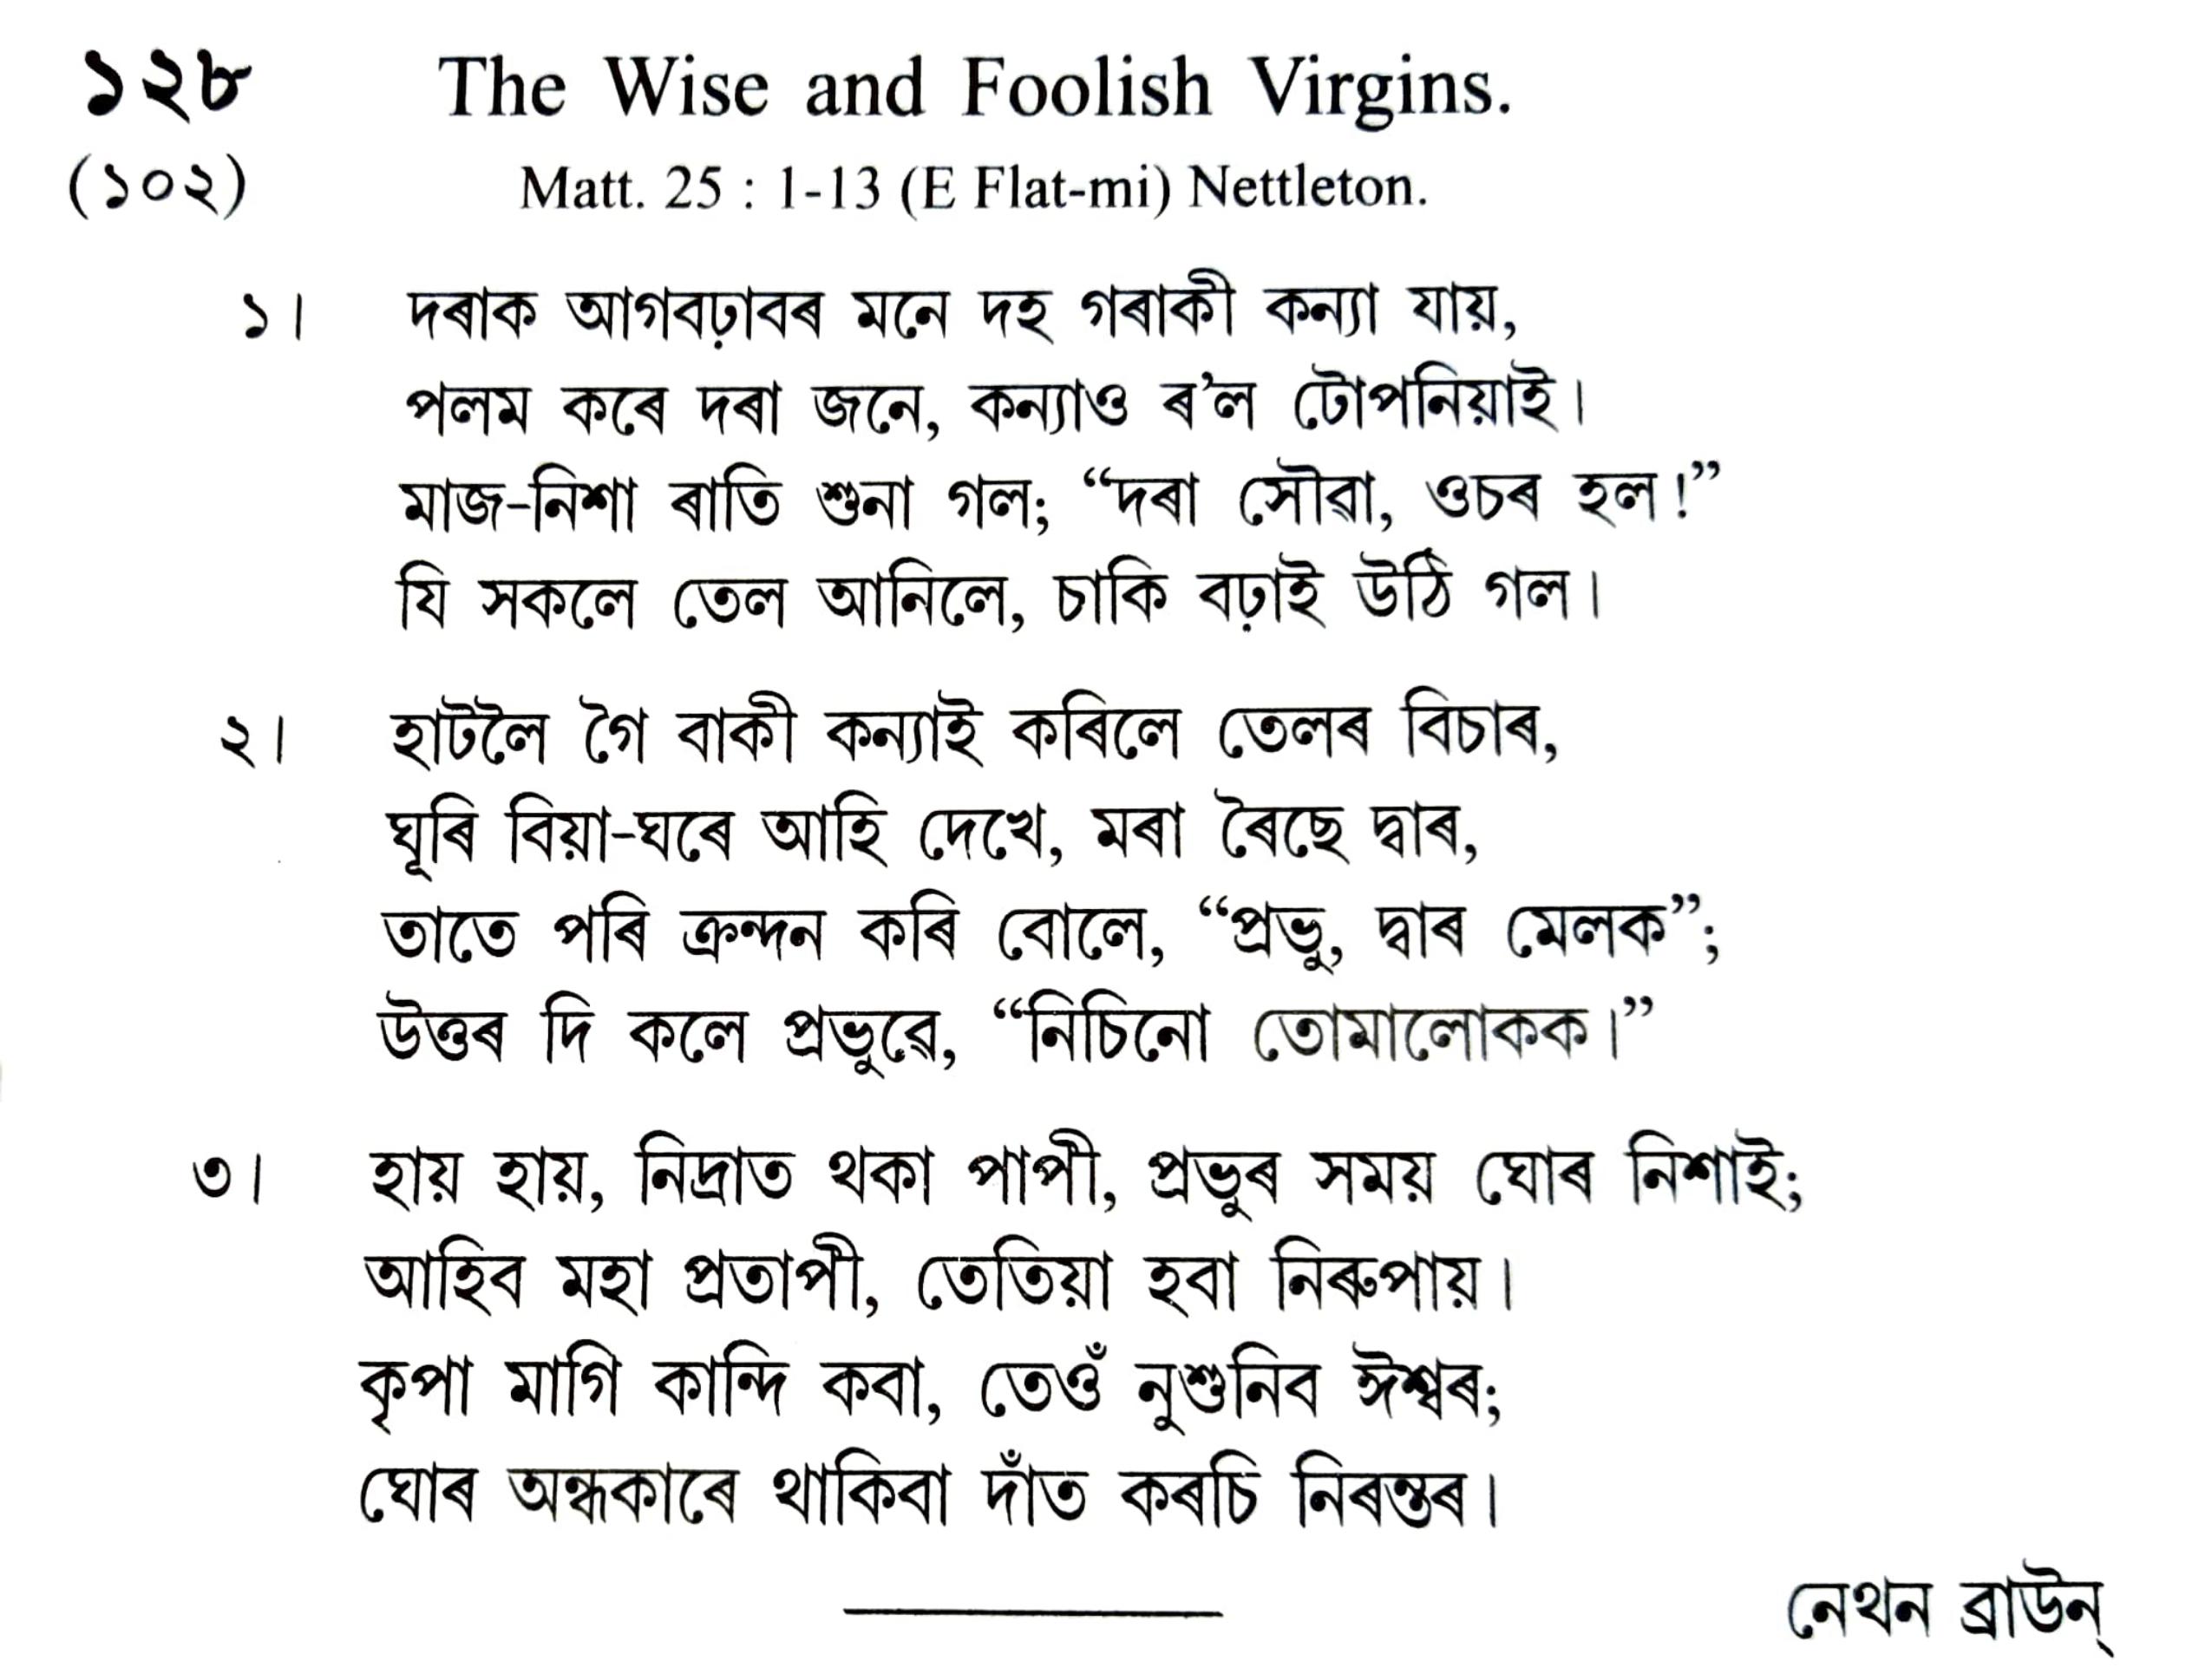 ১২৮ The Wise and Foolish Virgins.
(১০২) Matt. 25 : 1-13 (E Flat-mi) Nettleton.
১। দৰাক আগবঢ়াবৰ মনে দহ গৰাকী কন্যা যায়,
পলম কৰে দৰা জনে, কন্যাও ৰ’ল টোপনিয়াই।
মাজ-নিশা ৰাতি শুনা গল; “দৰা সৌৱা, ওচৰ হল!”
যি সকলে তেল আনিলে, চাকি বঢ়াই উঠি গল।
২। হাটলৈ গৈ বাকী কন্যাই কৰিলে তেলৰ বিচাৰ,
ঘূৰি বিয়া-ঘৰে আহি দেখে, মৰা ৰৈছে দ্বাৰ,
তাতে পৰি ক্ৰন্দন কৰি বোলে, “প্ৰভু, দ্বাৰ মেলক”;
উত্তৰ দি কলে প্ৰভুৱে, “নিচিনো তোমালোকক।”
৩। হায় হায়, নিদ্ৰাত থকা পাপী, প্ৰভুৰ সময় ঘোৰ নিশাই;
আহিব মহা প্ৰতাপী, তেতিয়া হবা নিৰুপায়।
কৃপা মাগি কান্দি কবা, তেওঁ নুশুনিব ঈশ্বৰ;
ঘোৰ অন্ধকাৰে থাকিবা দাঁত কৰচি নিৰন্তৰ।
নেথন ব্ৰাউন্